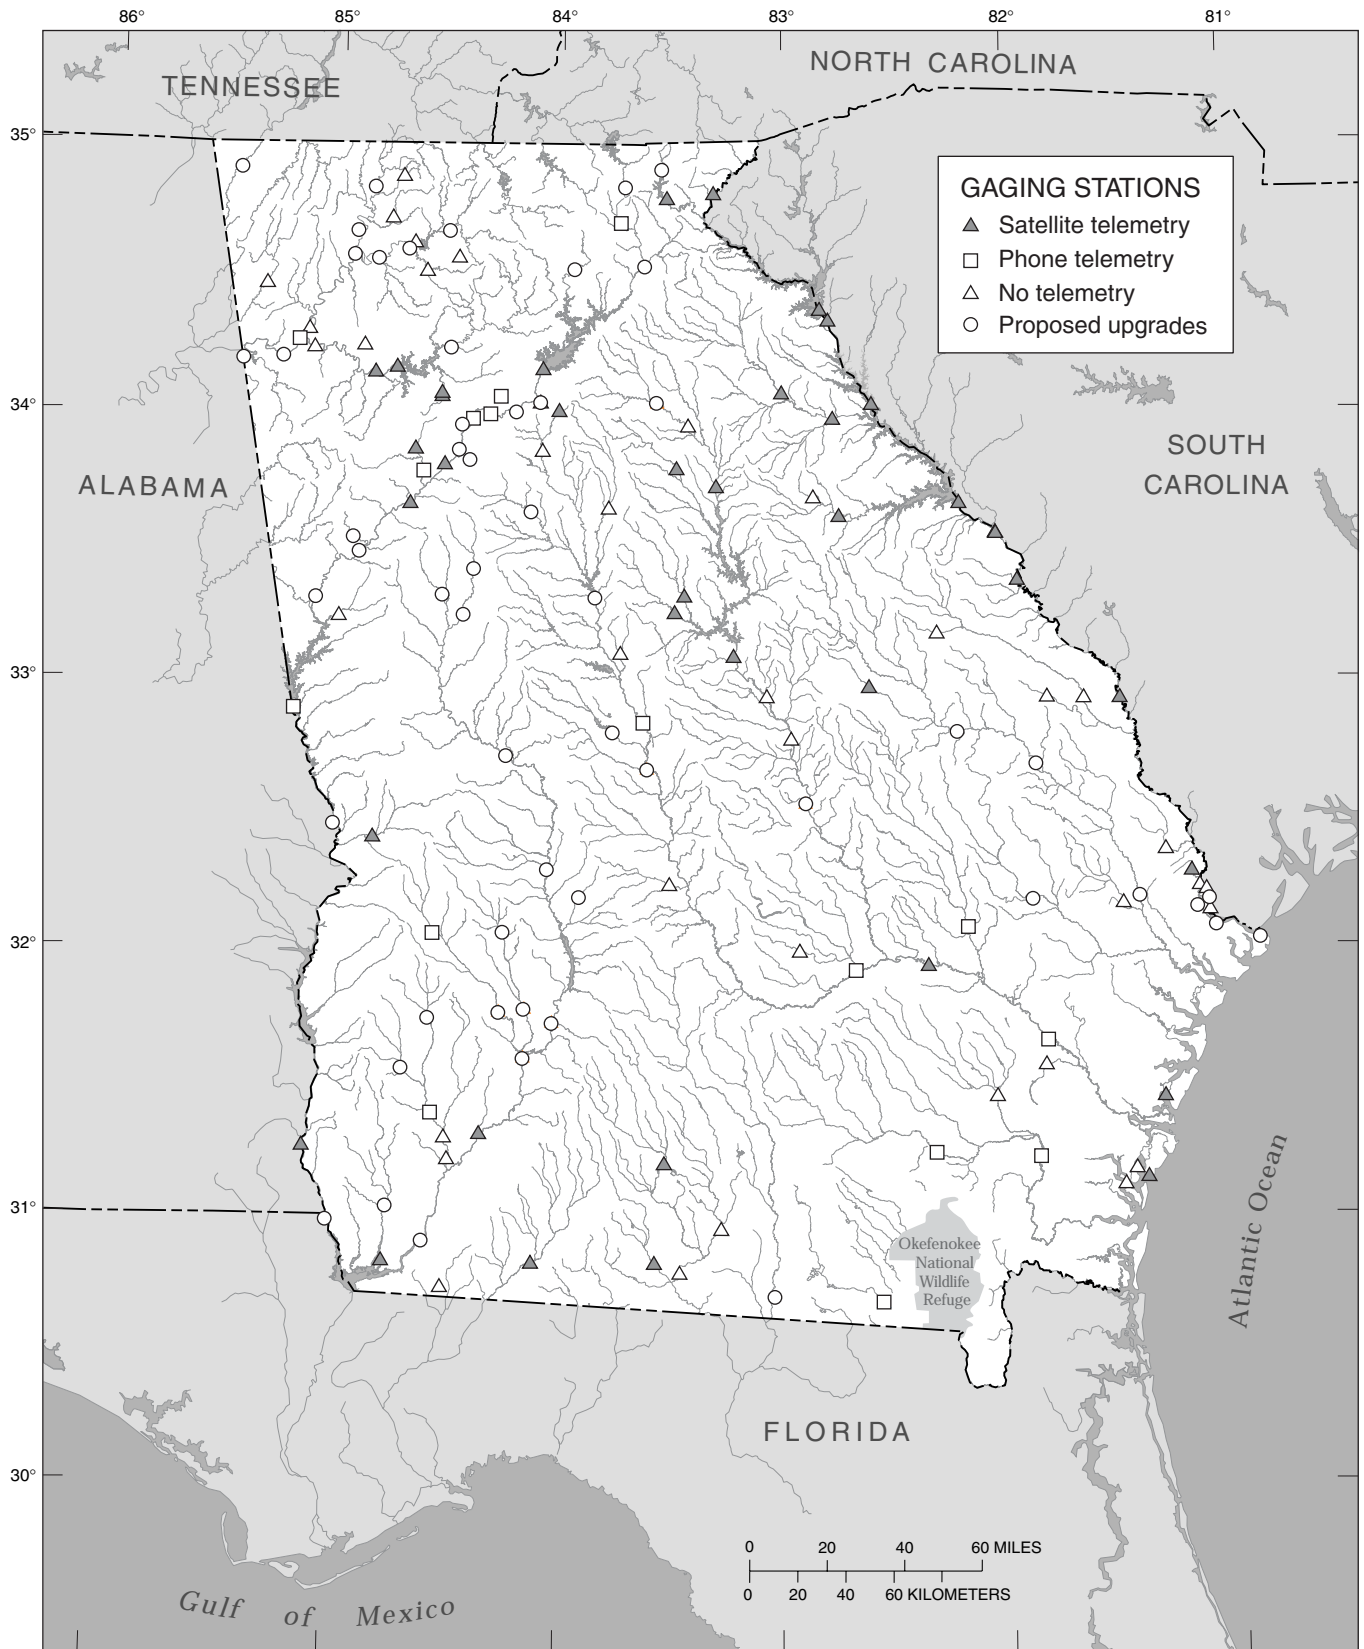 86° 85° 84° 83° 82° 81°
NORTH CAROLINA
TENNESSEE
35°
GAGING STATIONS
Satellite telemetry
Phone telemetry
No telemetry
Proposed upgrades
34°
SOUTH
CAROLINA
ALABAMA
33°
32°
31°
Okefenokee
National
Wildlife
Refuge
Atlantic Ocean
FLORIDA
30°
0 20 40 60 MILES
0 20 40 60 KILOMETERS
Gulf of Mexico